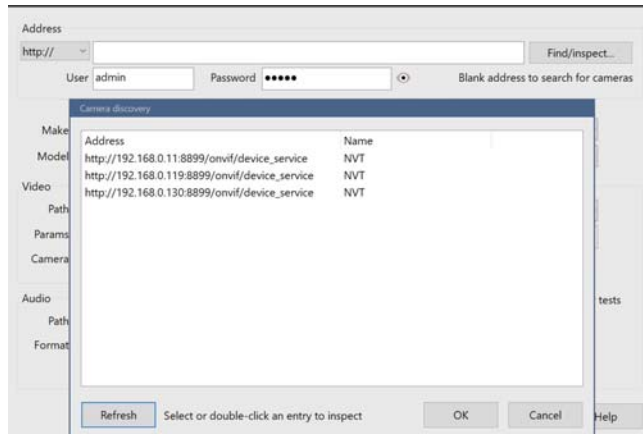 Address
http://
Find/inspect...
User admin Password ●●●●● Blank address to search for cameras
Camera discovery
Make
Model
Video
Path
Params
Camera
Audio
Path
Format
Address Name
http://192.168.0.11:8899/onvif/device_service NVT
http://192.168.0.119:8899/onvif/device_service NVT
http://192.168.0.130:8899/onvif/device_service NVT
tests
Refresh Select or double-click an entry to inspect OK Cancel Help